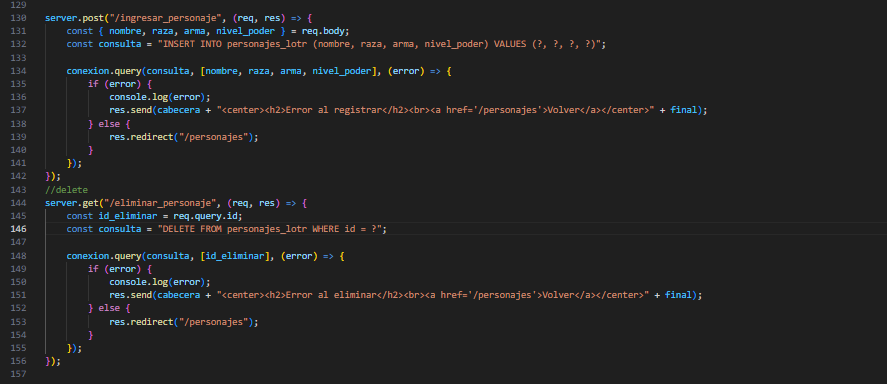 129
130 server.post("/ingresar_personaje", (req, res) => {
131     const { nombre, raza, arma, nivel_poder } = req.body;
132     const consulta = "INSERT INTO personajes_lotr (nombre, raza, arma, nivel_poder) VALUES (?, ?, ?, ?)";
133
134     conexion.query(consulta, [nombre, raza, arma, nivel_poder], (error) => {
135         if (error) {
136             console.log(error);
137             res.send(cabecera + "<center><h2>Error al registrar</h2><br><a href='/personajes'>Volver</a></center>" + final);
138         } else {
139             res.redirect("/personajes");
140         }
141     });
142 });
143 //delete
144 server.get("/eliminar_personaje", (req, res) => {
145     const id_eliminar = req.query.id;
146     const consulta = "DELETE FROM personajes_lotr WHERE id = ?";
147
148     conexion.query(consulta, [id_eliminar], (error) => {
149         if (error) {
150             console.log(error);
151             res.send(cabecera + "<center><h2>Error al eliminar</h2><br><a href='/personajes'>Volver</a></center>" + final);
152         } else {
153             res.redirect("/personajes");
154         }
155     });
156 });
157